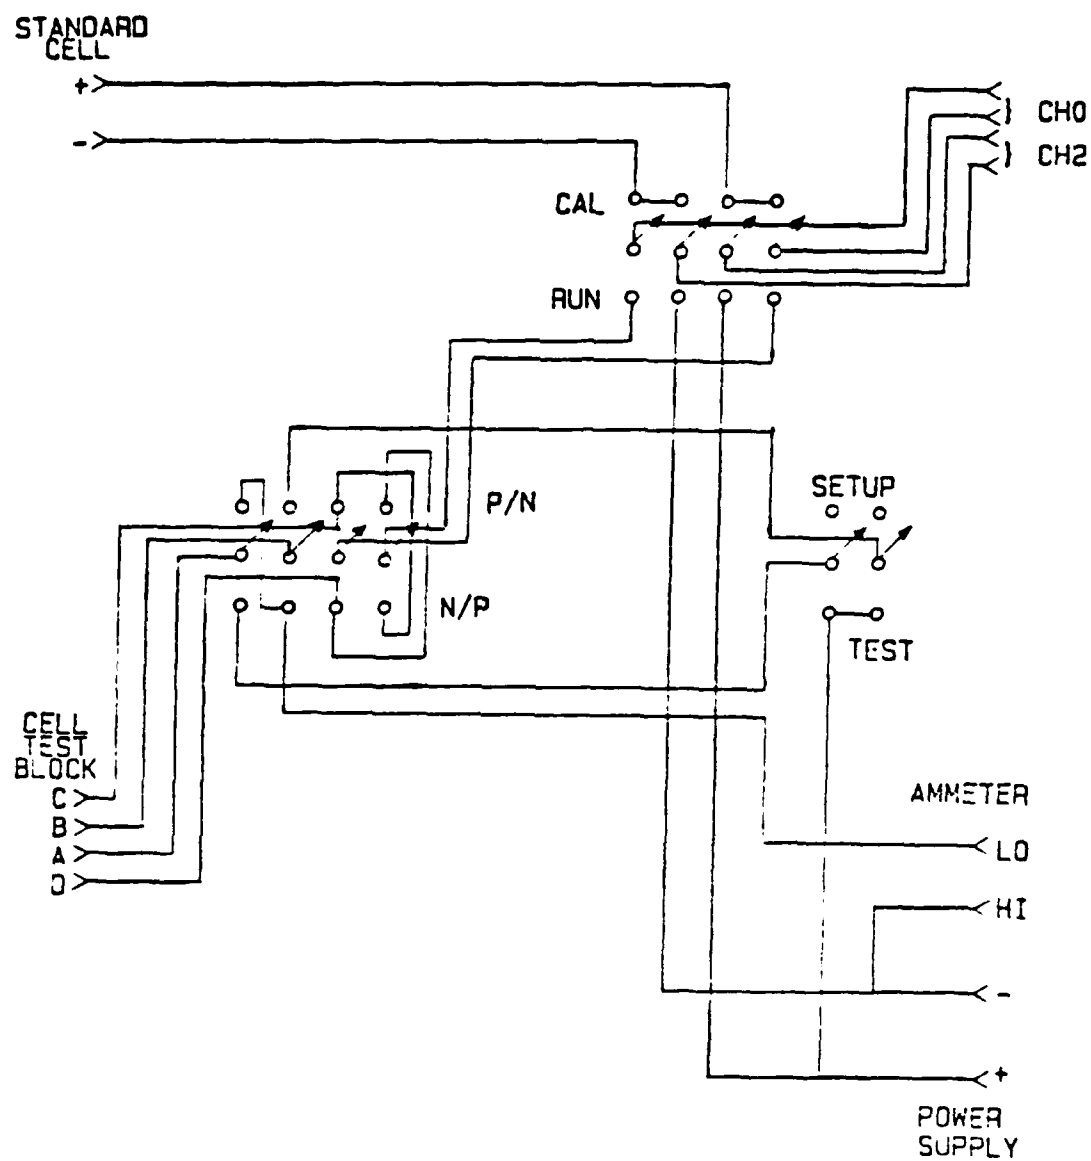 STANDARD
CELL
+
-
CH0
CH2
CAL
RUN
P/N
SETUP
N/P
TEST
CELL
TEST
BLOCK
C
B
A
D
AMMETER
LO
HI
-
+
POWER
SUPPLY